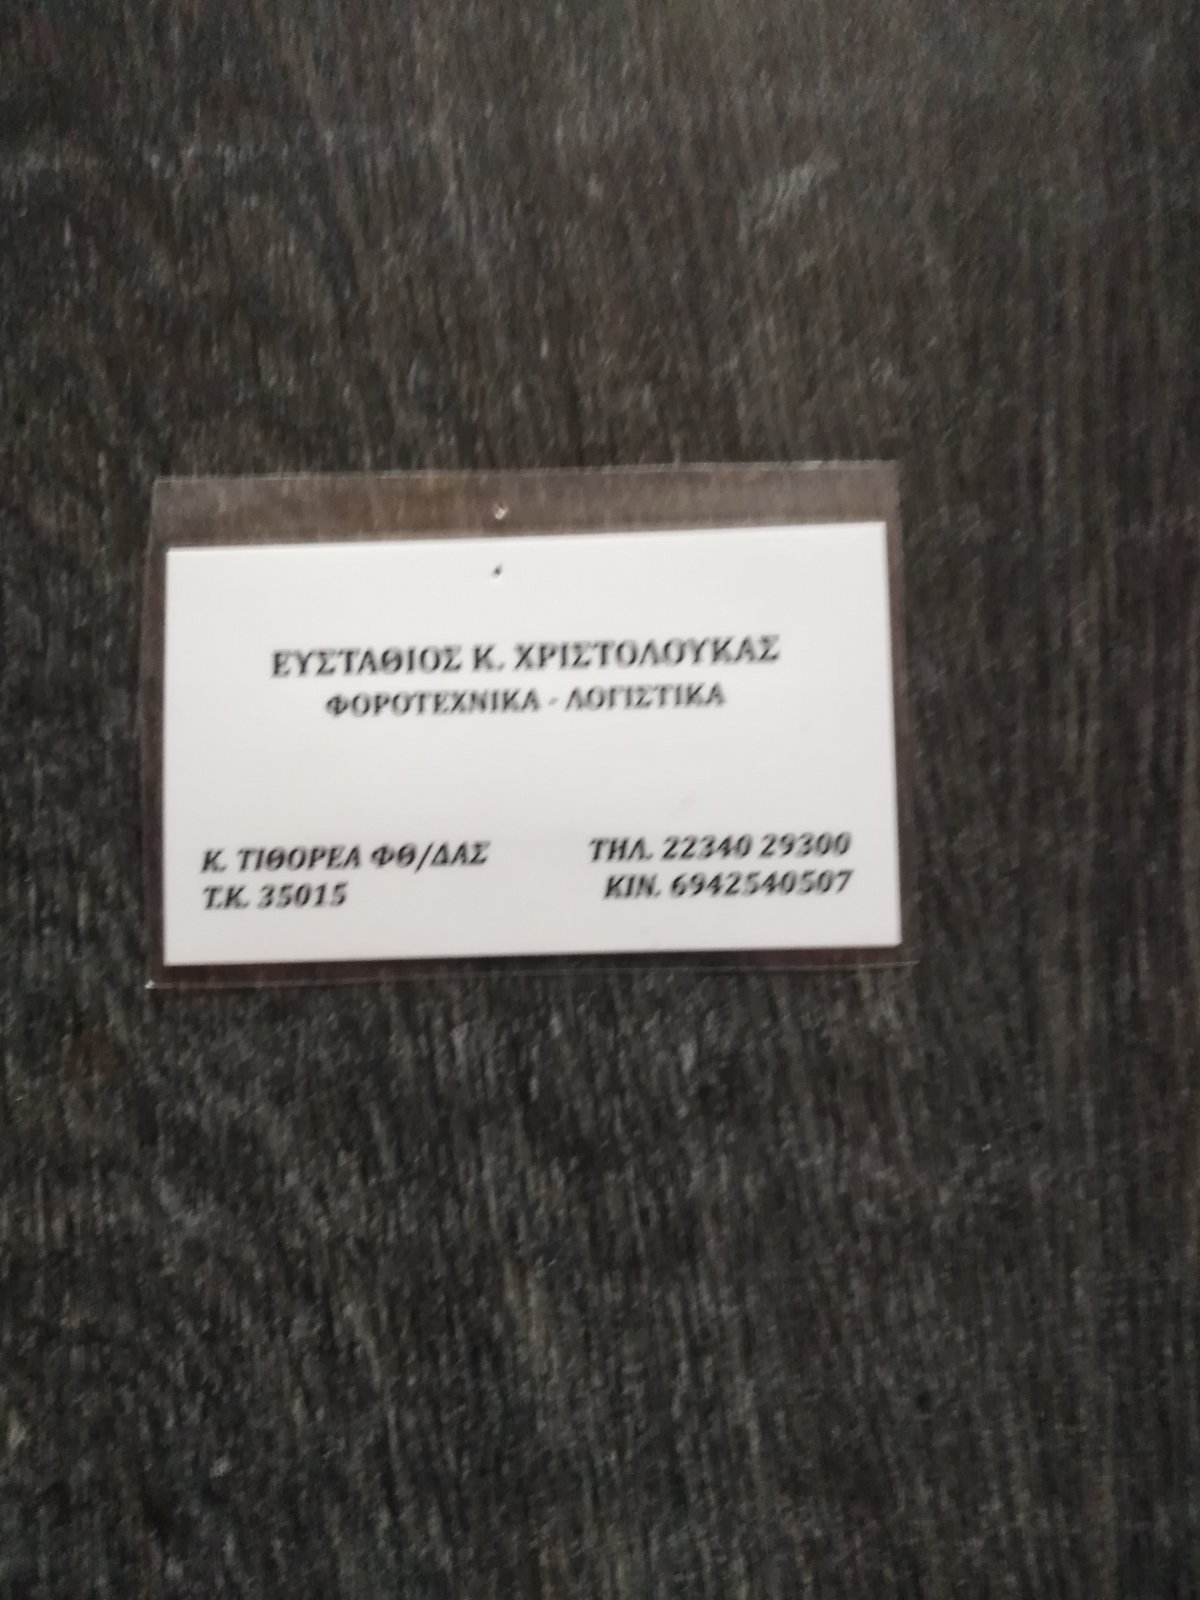 ΕΥΣΤΑΘΙΟΣ Κ. ΧΡΙΣΤΟΛΟΥΚΑΣ
ΦΟΡΟΤΕΧΝΙΚΑ - ΛΟΓΙΣΤΙΚΑ
Κ. ΤΙΘΟΡΕΑ ΦΘ/ΔΑΣ
Τ.Κ. 35015
ΤΗΛ. 22340 29300
ΚΙΝ. 6942540507